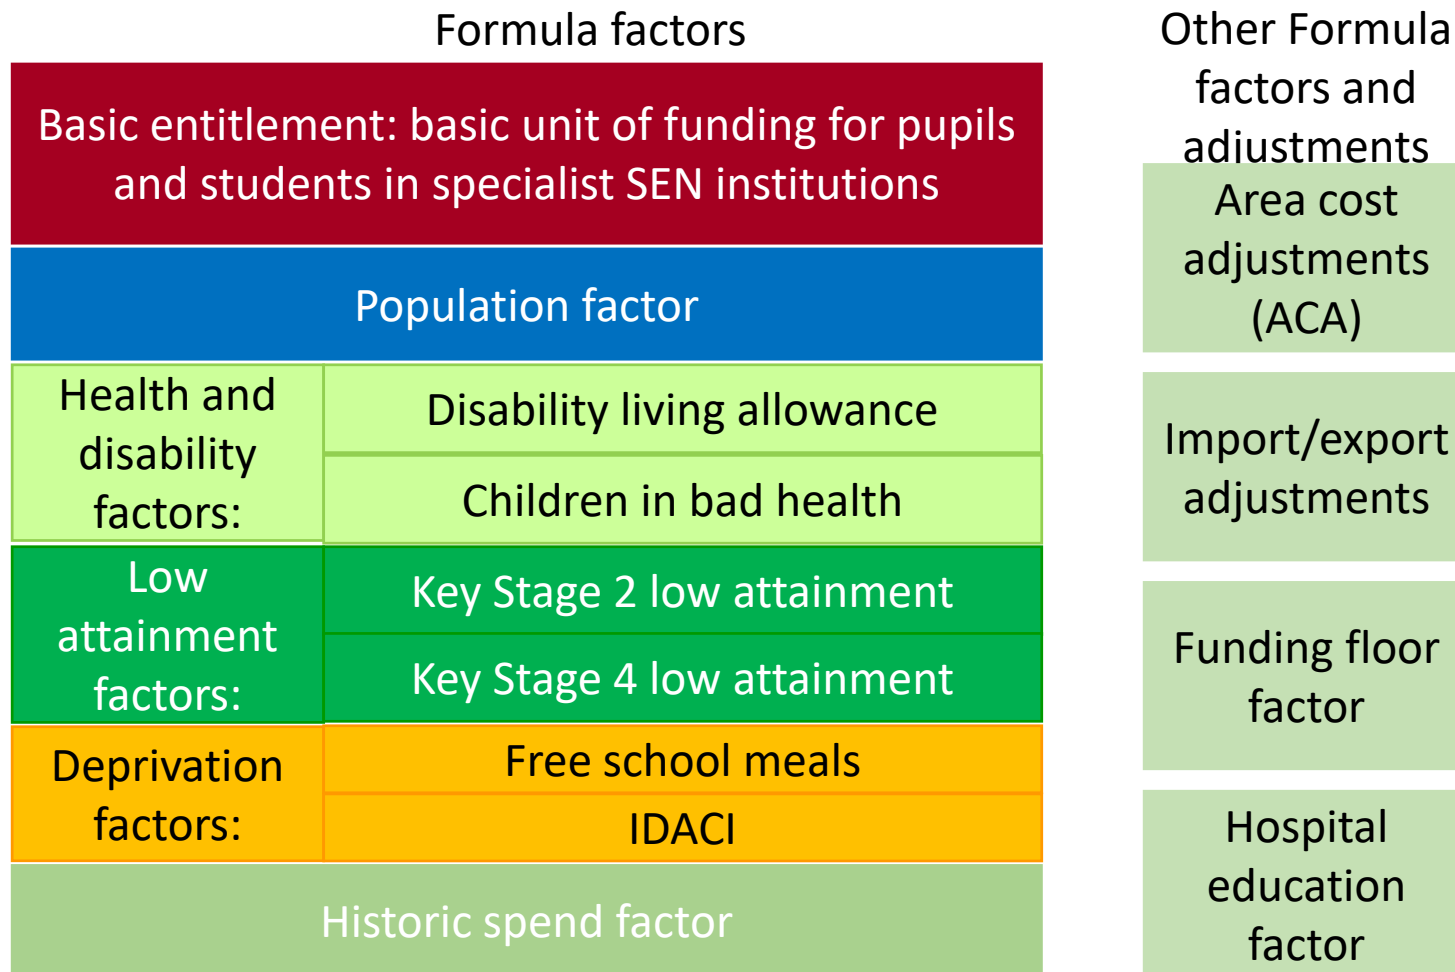 Formula factors
Basic entitlement: basic unit of funding for pupils
and students in specialist SEN institutions
Population factor
Health and
disability
factors:
Disability living allowance
Children in bad health
Low
attainment
factors:
Key Stage 2 low attainment
Key Stage 4 low attainment
Deprivation
factors:
Free school meals
IDACI
Historic spend factor
Other Formula
factors and
adjustments
Area cost
adjustments
(ACA)
Import/export
adjustments
Funding floor
factor
Hospital
education
factor